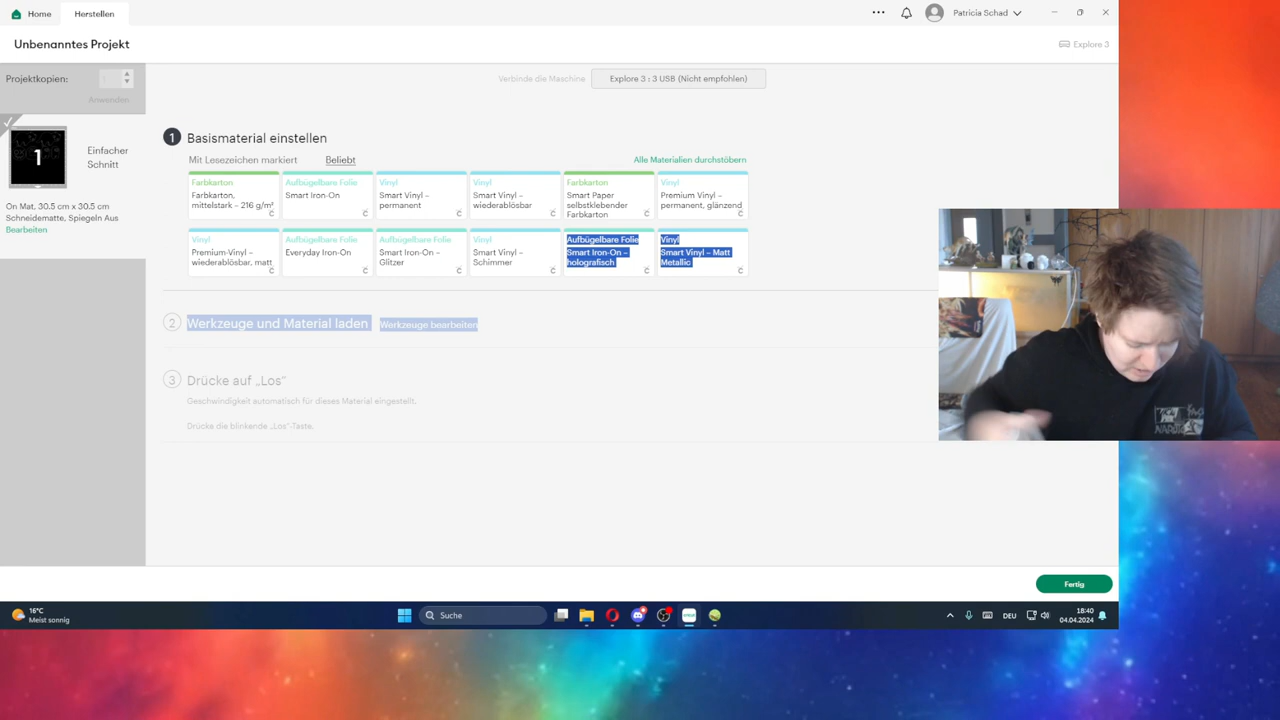 Home
Herstellen
Patricia Schad
Unbenanntes Projekt
Explore 3
Projektkopien:
Anwenden
Verbinde die Maschine
Explore 3 : 3 USB (Nicht empfohlen)
1
Einfacher
Schnitt
On Mat, 30.5 cm x 30.5 cm
Schneidematte, Spiegeln Aus
Bearbeiten
1
Basismaterial einstellen
Mit Lesezeichen markiert
Beliebt
Alle Materialien durchstöbern
Farbkarton
Farbkarton,
mittelstark – 216 g/m²
Aufbügelbare Folie
Smart Iron-On
Vinyl
Smart Vinyl –
permanent
Vinyl
Smart Vinyl –
wiederablösbar
Farbkarton
Smart Paper
selbstklebender
Farbkarton
Vinyl
Premium Vinyl –
permanent, glänzend
Vinyl
Premium-Vinyl –
wiederablösbar, matt
Aufbügelbare Folie
Everyday Iron-On
Aufbügelbare Folie
Smart Iron-On –
Glitzer
Vinyl
Smart Vinyl –
Schimmer
Aufbügelbare Folie
Smart Iron-On –
holografisch
Vinyl
Smart Vinyl – Matt
Metallic
2
Werkzeuge und Material laden
Werkzeuge bearbeiten
3
Drücke auf „Los“
Geschwindigkeit automatisch für dieses Material eingestellt.
Drücke die blinkende „Los“-Taste.
Fertig
16°C
Meist sonnig
Suche
DEU
18:40
04.04.2024